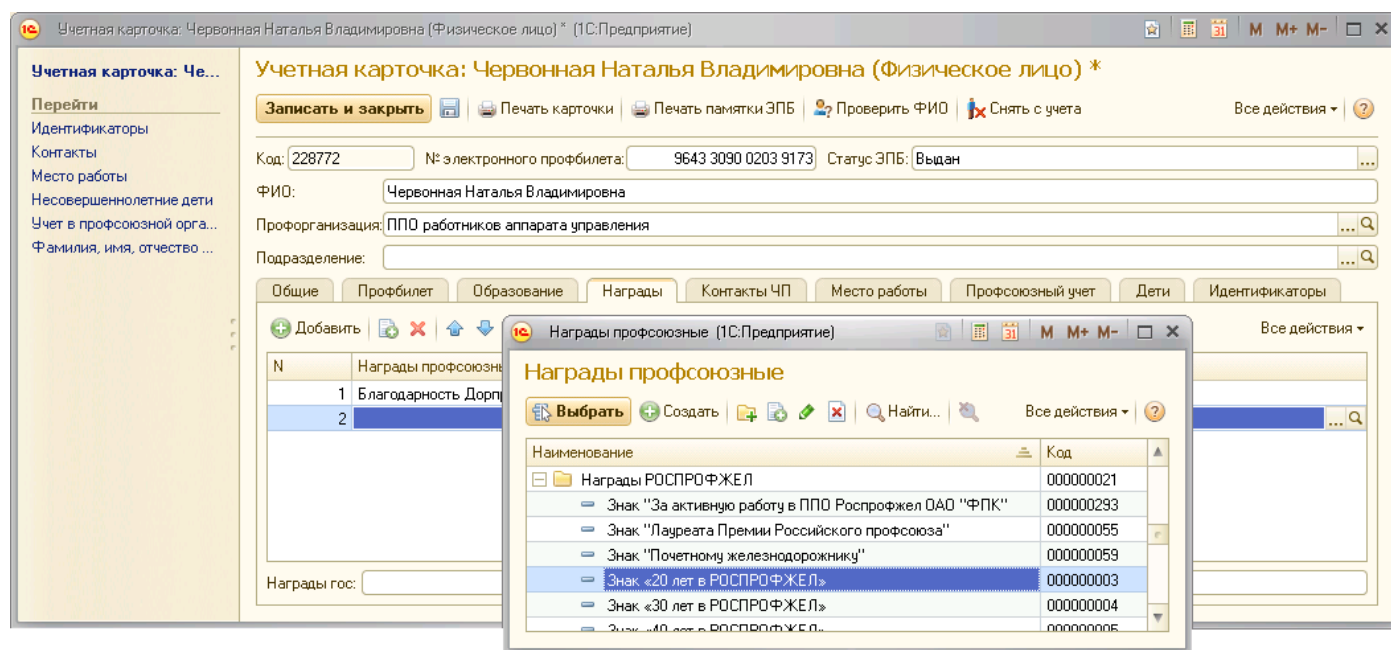 Учетная карточка: Червонная Наталья Владимировна (Физическое лицо) * (1С:Предприятие)
31 M M+ M-
Учетная карточка: Че...
Перейти
Идентификаторы
Контакты
Место работы
Несовершеннолетние дети
Учет в профсоюзной орга...
Фамилия, имя, отчество ...
Учетная карточка: Червонная Наталья Владимировна (Физическое лицо) *
Записать и закрыть Печать карточки Печать памятки ЭПБ Проверить ФИО Снять с учета Все действия
Код: 228772 № электронного профбилета: 9643 3090 0203 9173 Статус ЭПБ: Выдан ...
ФИО: Червонная Наталья Владимировна
Профорганизация: ППО работников аппарата управления ...
Подразделение: ...
Общие Профбилет Образование Награды Контакты ЧП Место работы Профсоюзный учет Дети Идентификаторы
Добавить Все действия
N Награды профсоюзны
1 Благодарность
2 ...
Награды гос:
Награды профсоюзные (1С:Предприятие) 31 M M+ M-
Награды профсоюзные
Выбрать Создать Найти... Все действия
Наименование Код
Награды РОСПРОФЖЕЛ 000000021
Знак "За активную работу в ППО Роспрофжел ОАО "ФПК" 000000293
Знак "Лауреата Премии Российского профсоюза" 000000055
Знак "Почетному железнодорожнику" 000000059
Знак «20 лет в РОСПРОФЖЕЛ» 000000003
Знак «30 лет в РОСПРОФЖЕЛ» 000000004